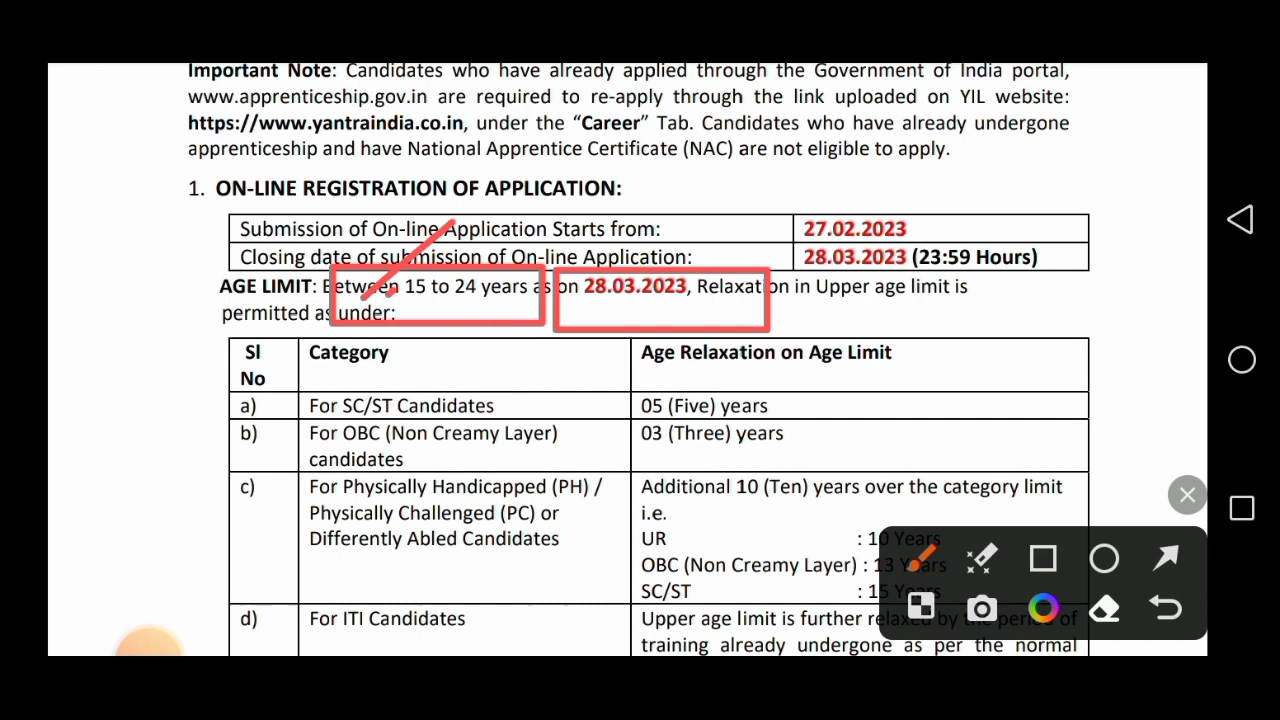 Important Note: Candidates who have already applied through the Government of India portal,
www.apprenticeship.gov.in are required to re-apply through the link uploaded on YIL website:
https://www.yantraindia.co.in, under the “Career” Tab. Candidates who have already undergone
apprenticeship and have National Apprentice Certificate (NAC) are not eligible to apply.
1. ON-LINE REGISTRATION OF APPLICATION:
Submission of On-line Application Starts from: 27.02.2023
Closing date of submission of On-line Application: 28.03.2023 (23:59 Hours)
AGE LIMIT: Between 15 to 24 years as on 28.03.2023, Relaxation in Upper age limit is
permitted as under:
Sl No Category Age Relaxation on Age Limit
a) For SC/ST Candidates 05 (Five) years
b) For OBC (Non Creamy Layer) 03 (Three) years
candidates
c) For Physically Handicapped (PH) / Additional 10 (Ten) years over the category limit
Physically Challenged (PC) or i.e.
Differently Abled Candidates UR : 10 Years
OBC (Non Creamy Layer) : 13 Years
SC/ST : 15 Years
d) For ITI Candidates Upper age limit is further relaxed by the period of
training already undergone as per the normal